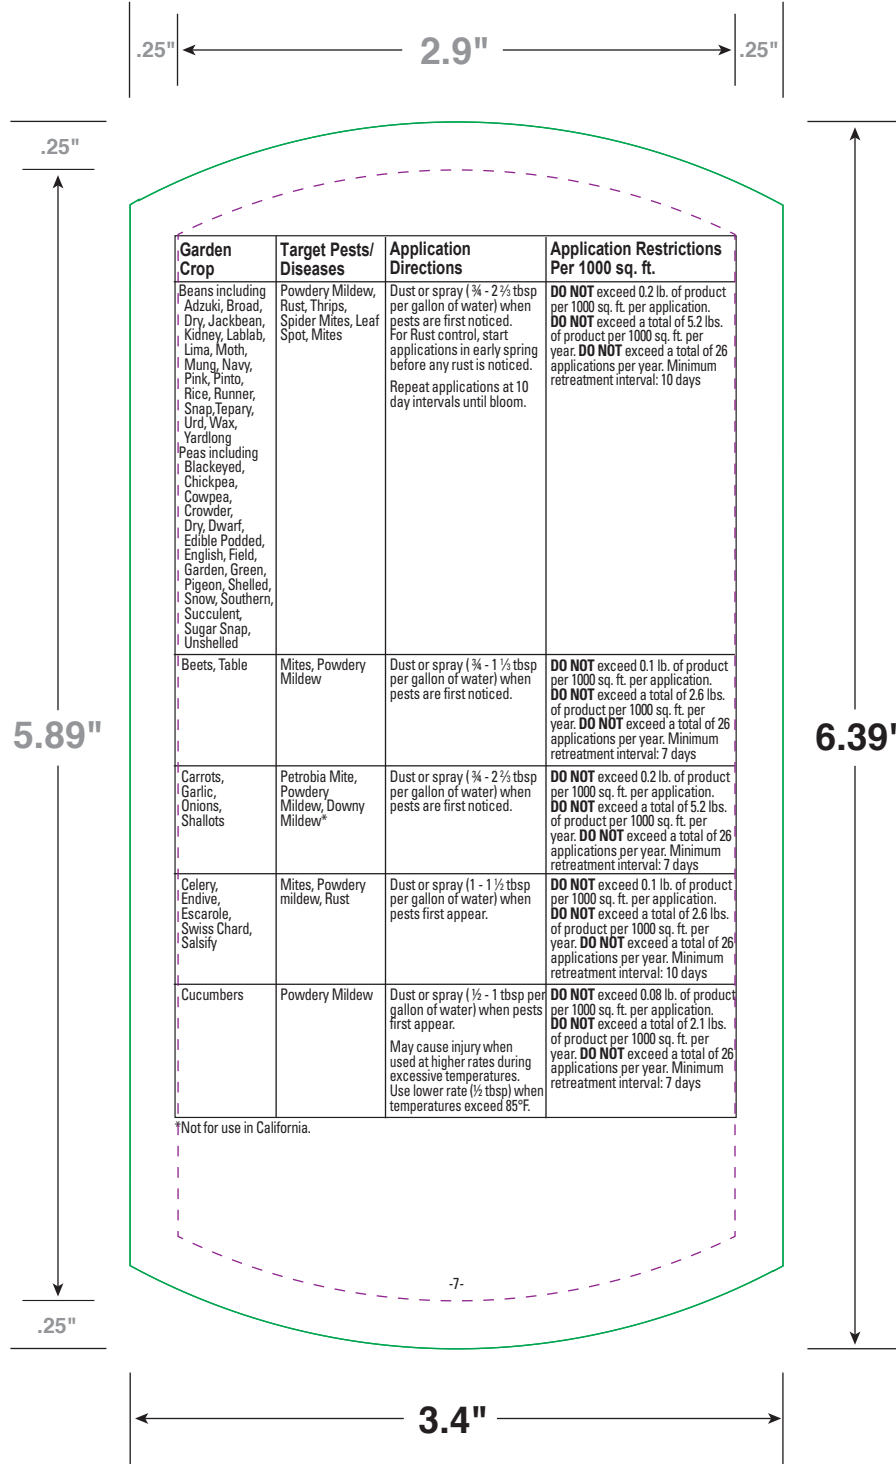 .25" 2.9" .25"
.25"
Garden
Crop
Target Pests/
Diseases
Application
Directions
Application Restrictions
Per 1000 sq. ft.
Beans including
Adzuki, Broad,
Dry, Jackbean,
Kidney, Lablab,
Lima, Moth,
Mung, Navy,
Pink, Pinto,
Rice, Runner,
Snap,Tepary,
Urd, Wax,
Yardlong
Peas including
Blackeyed,
Chickpea,
Cowpea,
Crowder,
Dry, Dwarf,
Edible Podded,
English, Field,
Garden, Green,
Pigeon, Shelled,
Snow, Southern,
Succulent,
Sugar Snap,
Unshelled
Powdery Mildew,
Rust, Thrips,
Spider Mites, Leaf
Spot, Mites
Dust or spray ( ¾ - 2 ⅔ tbsp
per gallon of water) when
pests are first noticed.
For Rust control, start
applications in early spring
before any rust is noticed.
Repeat applications at 10
day intervals until bloom.
DO NOT exceed 0.2 lb. of product
per 1000 sq. ft. per application.
DO NOT exceed a total of 5.2 lbs.
of product per 1000 sq. ft. per
year. DO NOT exceed a total of 26
applications per year. Minimum
retreatment interval: 10 days
Beets, Table
Mites, Powdery
Mildew
Dust or spray ( ¾ - 1 ⅓ tbsp
per gallon of water) when
pests are first noticed.
DO NOT exceed 0.1 lb. of product
per 1000 sq. ft. per application.
DO NOT exceed a total of 2.6 lbs.
of product per 1000 sq. ft. per
year. DO NOT exceed a total of 26
applications per year. Minimum
retreatment interval: 7 days
5.89"
6.39"
Carrots,
Garlic,
Onions,
Shallots
Petrobia Mite,
Powdery
Mildew, Downy
Mildew*
Dust or spray ( ¾ - 2 ⅔ tbsp
per gallon of water) when
pests are first noticed.
DO NOT exceed 0.2 lb. of product
per 1000 sq. ft. per application.
DO NOT exceed a total of 5.2 lbs.
of product per 1000 sq. ft. per
year. DO NOT exceed a total of 26
applications per year. Minimum
retreatment interval: 7 days
Celery,
Endive,
Escarole,
Swiss Chard,
Salsify
Mites, Powdery
mildew, Rust
Dust or spray (1 - 1 ½ tbsp
per gallon of water) when
pests first appear.
DO NOT exceed 0.1 lb. of product
per 1000 sq. ft. per application.
DO NOT exceed a total of 2.6 lbs.
of product per 1000 sq. ft. per
year. DO NOT exceed a total of 26
applications per year. Minimum
retreatment interval: 10 days
Cucumbers
Powdery Mildew
Dust or spray ( ½ - 1 tbsp per
gallon of water) when pests
first appear.
May cause injury when
used at higher rates during
excessive temperatures.
Use lower rate (½ tbsp) when
temperatures exceed 85°F.
DO NOT exceed 0.08 lb. of product
per 1000 sq. ft. per application.
DO NOT exceed a total of 2.1 lbs.
of product per 1000 sq. ft. per
year. DO NOT exceed a total of 26
applications per year. Minimum
retreatment interval: 7 days
*Not for use in California.
-7-
.25"
3.4"